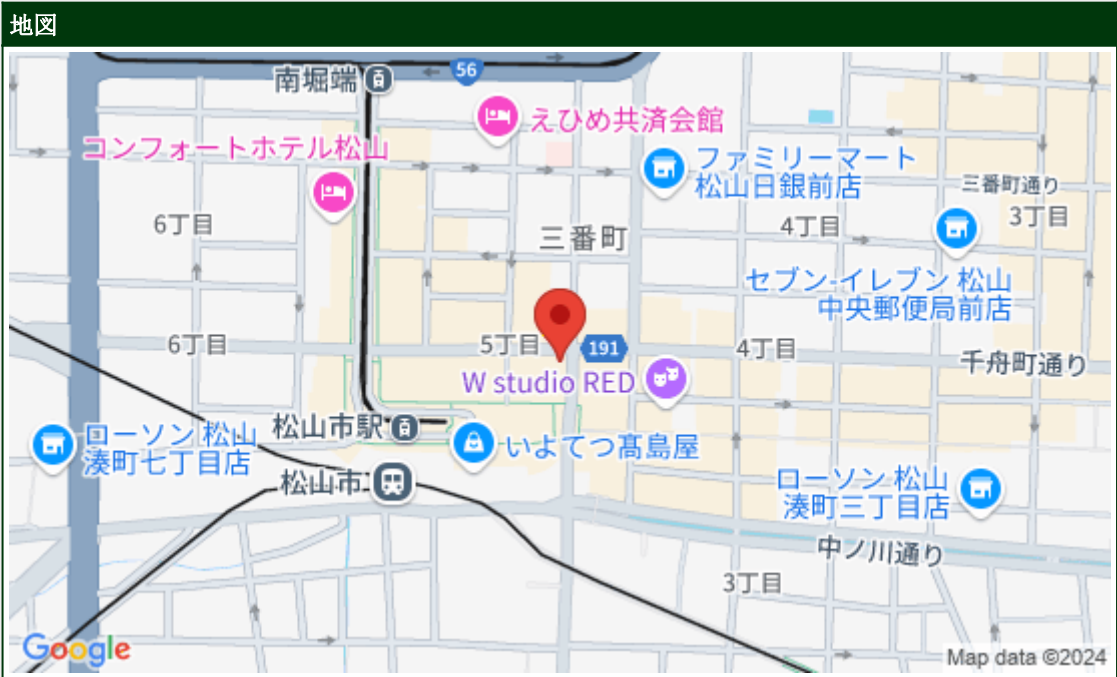 地図
56
南堀端
えひめ共済会館
コンフォートホテル松山
ファミリーマート
松山日銀前店
三番町通り
3丁目
6丁目
4丁目
三番町
セブン-イレブン 松山
中央郵便局前店
6丁目
5丁目
191
4丁目
千舟町通り
W studio RED
松山市駅
ローソン 松山
湊町七丁目店
いよてつ髙島屋
松山市
ローソン 松山
湊町三丁目店
中ノ川通り
3丁目
Google
Map data ©2024